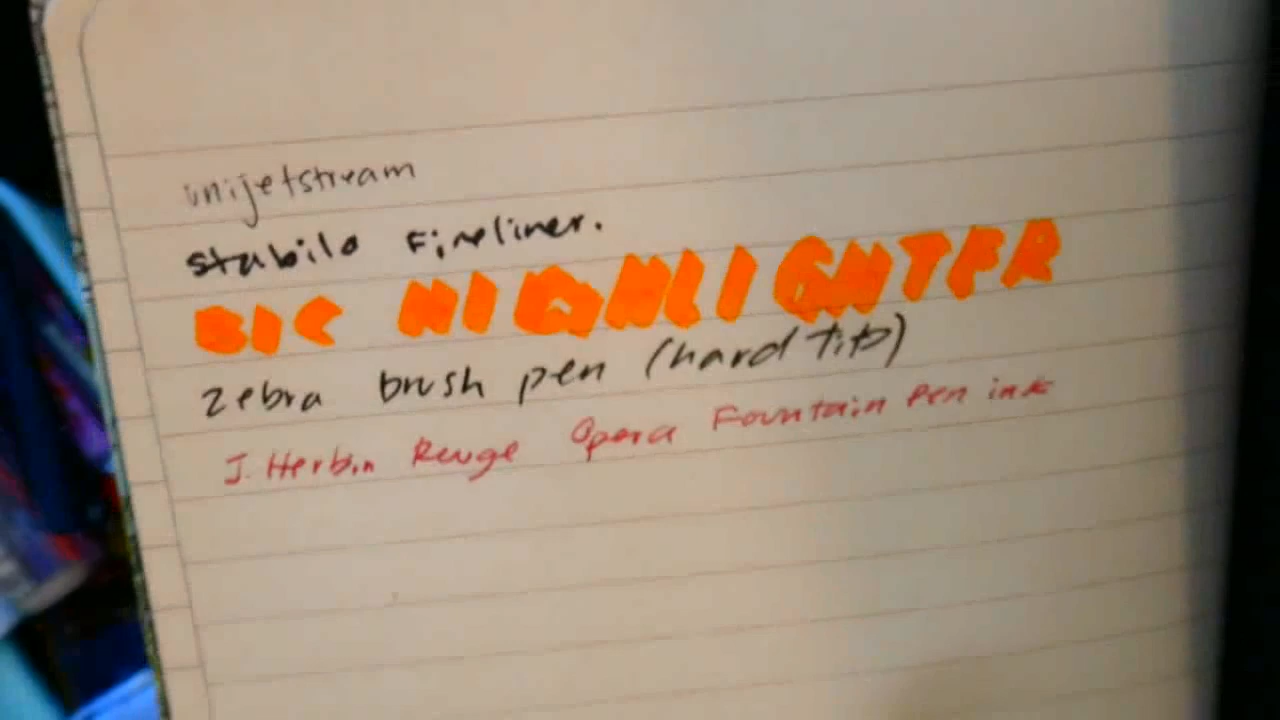 unijetstream
stabilo fineliner.
BIC HIGHLIGHTER
zebra brush pen (hard tip)
J. Herbin Rouge Opera Fountain Pen ink